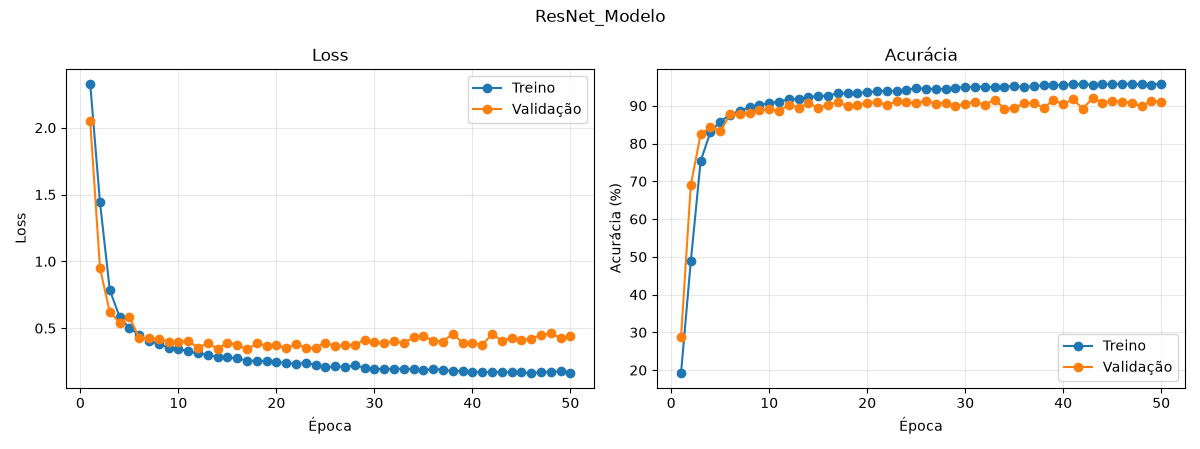 ResNet_Modelo
Loss
2.0
1.5
1.0
0.5
Loss
0
10
20
30
40
50
Época
Treino
Validação
Acurácia
90
80
70
60
50
40
30
20
Acurácia (%)
0
10
20
30
40
50
Época
Treino
Validação